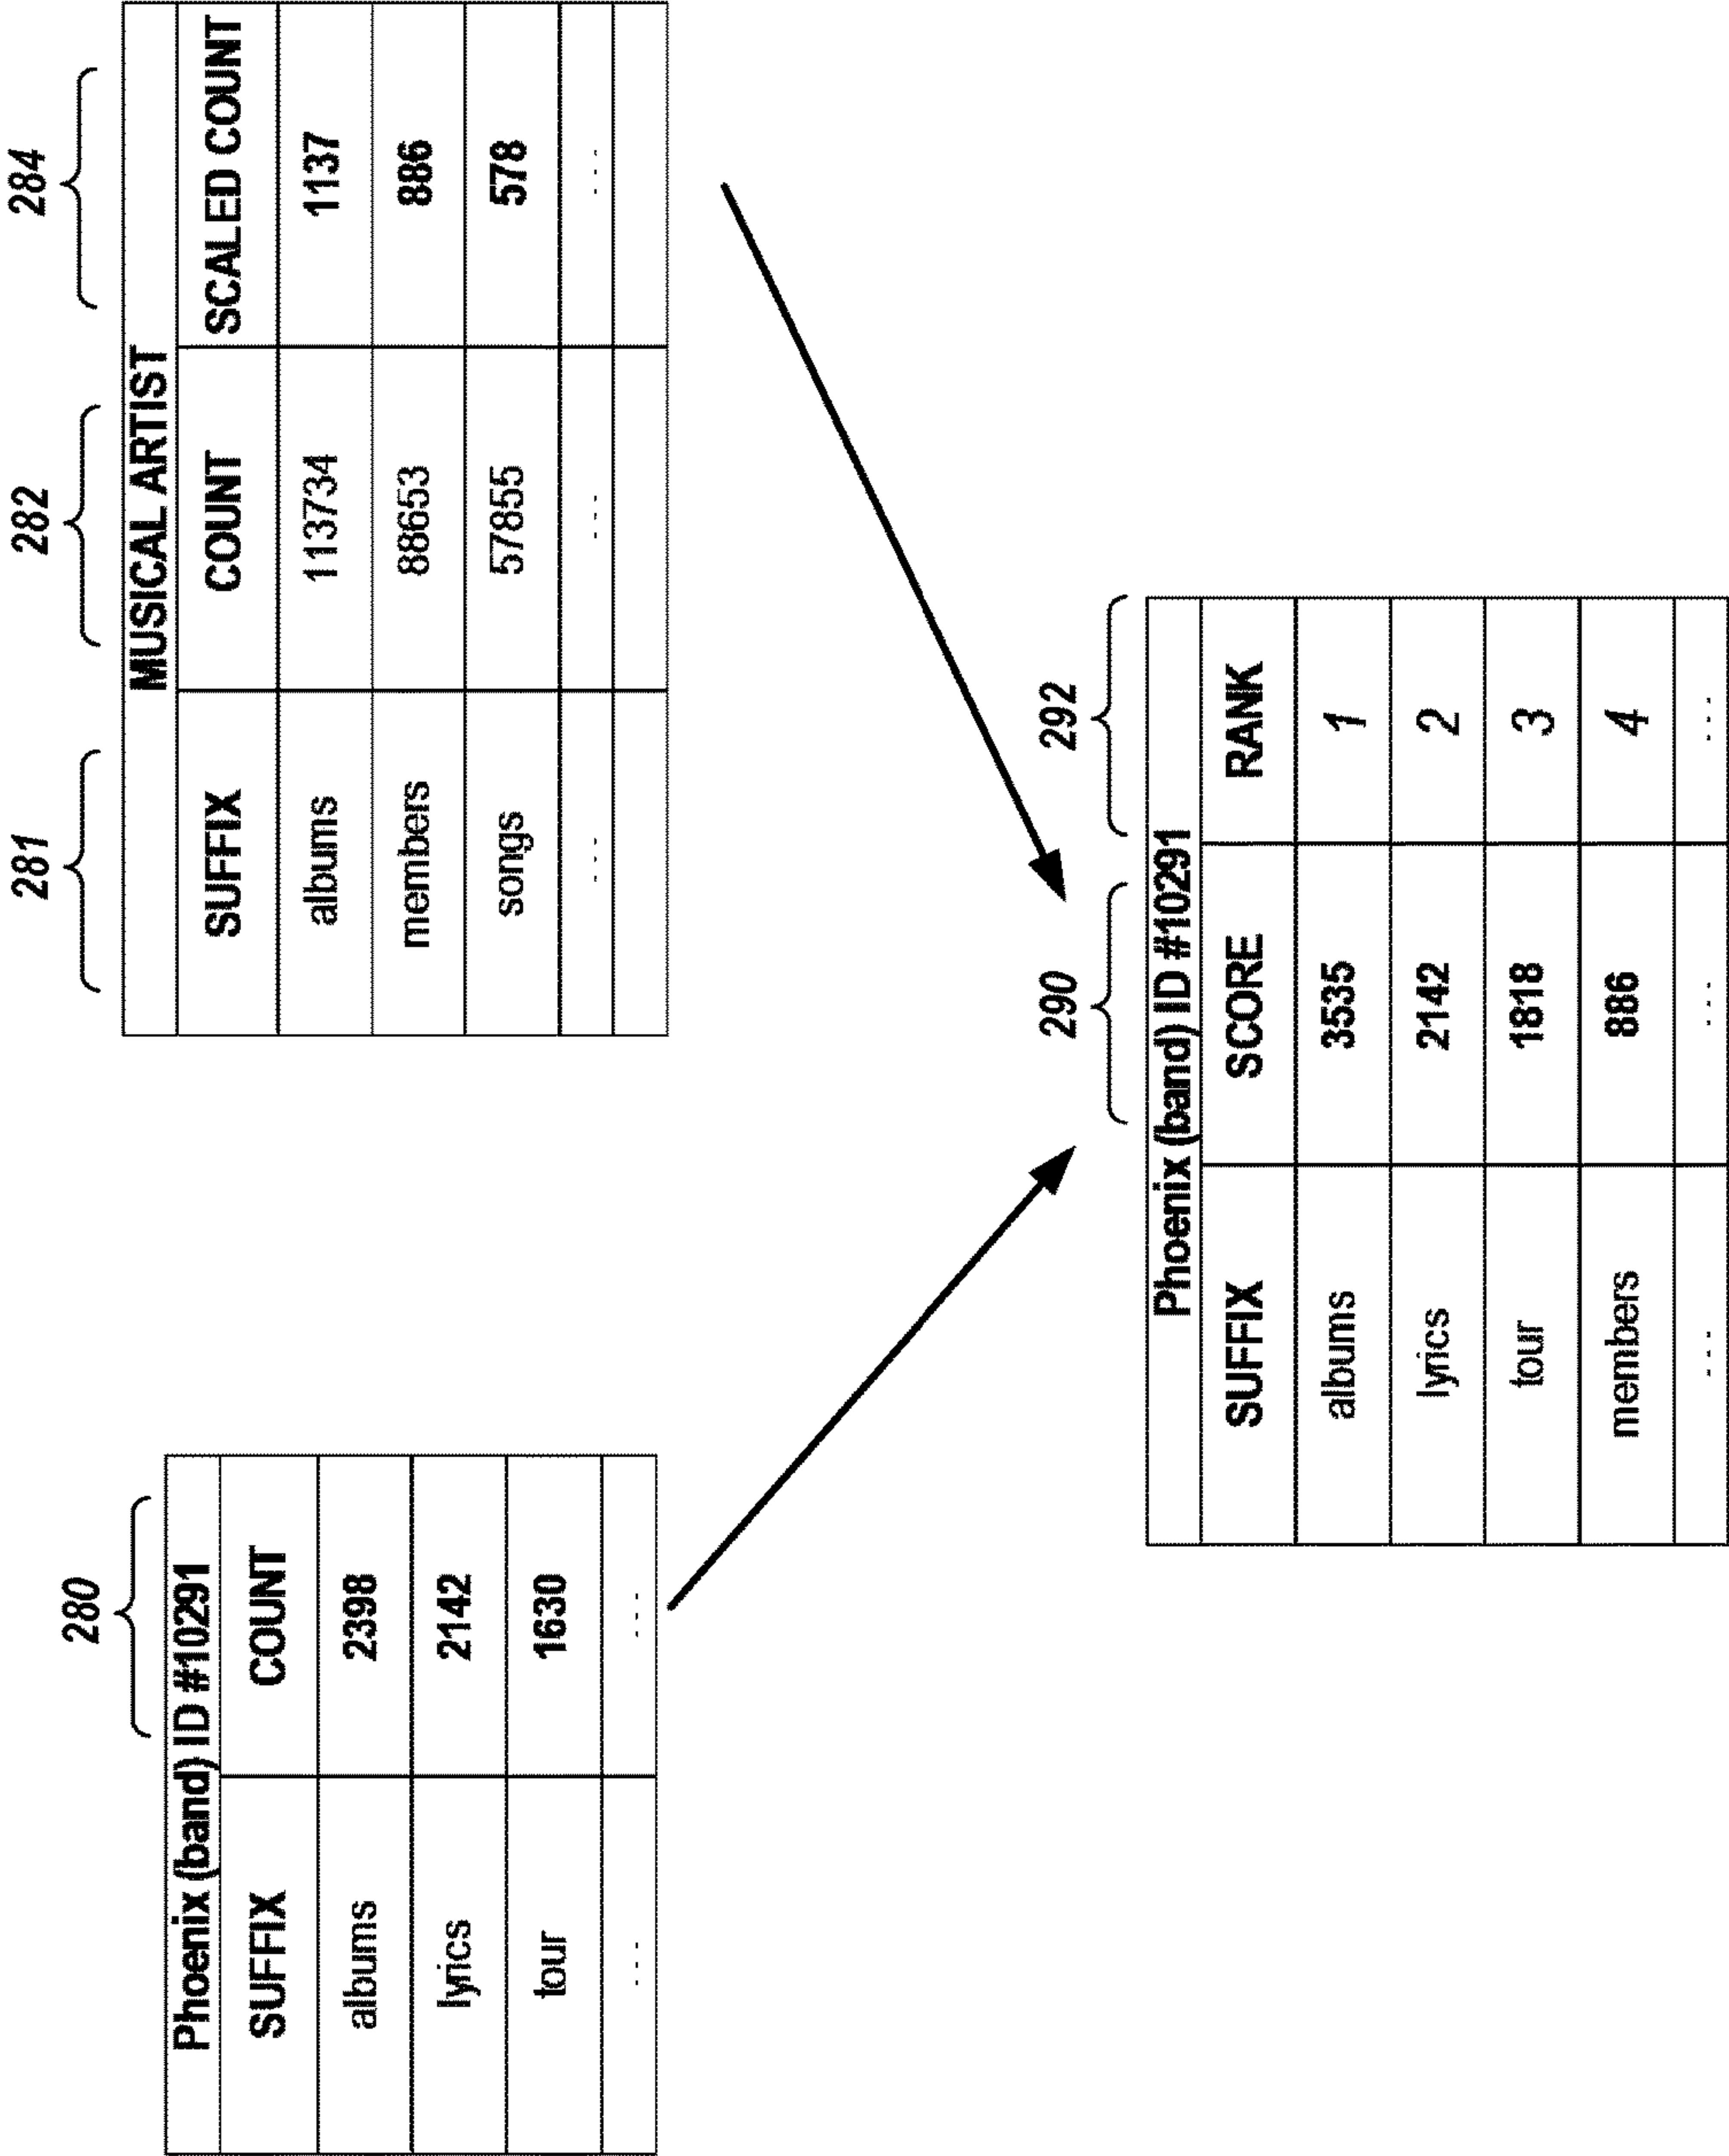 280
Phoenix (band) ID #10291
SUFFIX COUNT
albums 2398
lyrics 2142
tour 1630
... ...
281 282 284
MUSICAL ARTIST
SUFFIX COUNT SCALED COUNT
albums 113734 1137
members 88653 886
songs 57855 578
... ... ...
290 292
Phoenix (band) ID #10291
SUFFIX SCORE RANK
albums 3535 1
lyrics 2142 2
tour 1818 3
members 886 4
... ... ...